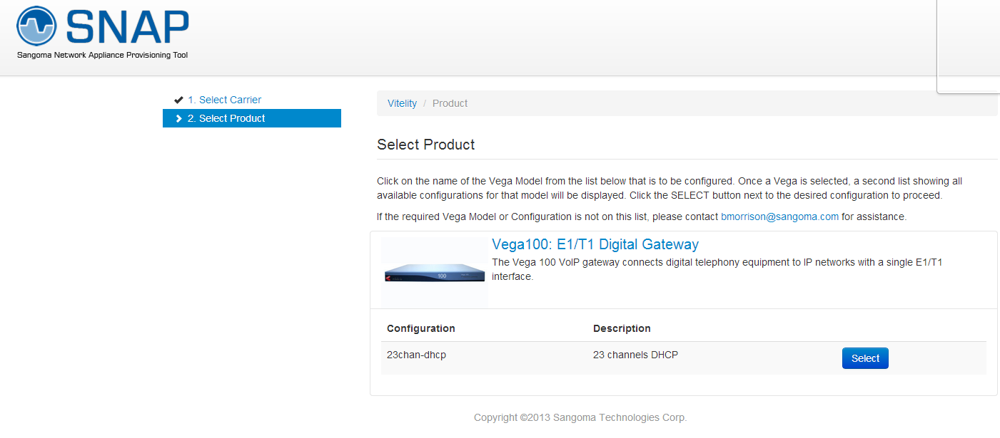 SNAP
Sangoma Network Appliance Provisioning Tool
1. Select Carrier
2. Select Product
Vitelity / Product
Select Product
Click on the name of the Vega Model from the list below that is to be configured. Once a Vega is selected, a second list showing all
available configurations for that model will be displayed. Click the SELECT button next to the desired configuration to proceed.
If the required Vega Model or Configuration is not on this list, please contact bmorrison@sangoma.com for assistance.
Vega100: E1/T1 Digital Gateway
The Vega 100 VoIP gateway connects digital telephony equipment to IP networks with a single E1/T1
interface.
100
Configuration Description
23chan-dhcp 23 channels DHCP Select
Copyright ©2013 Sangoma Technologies Corp.